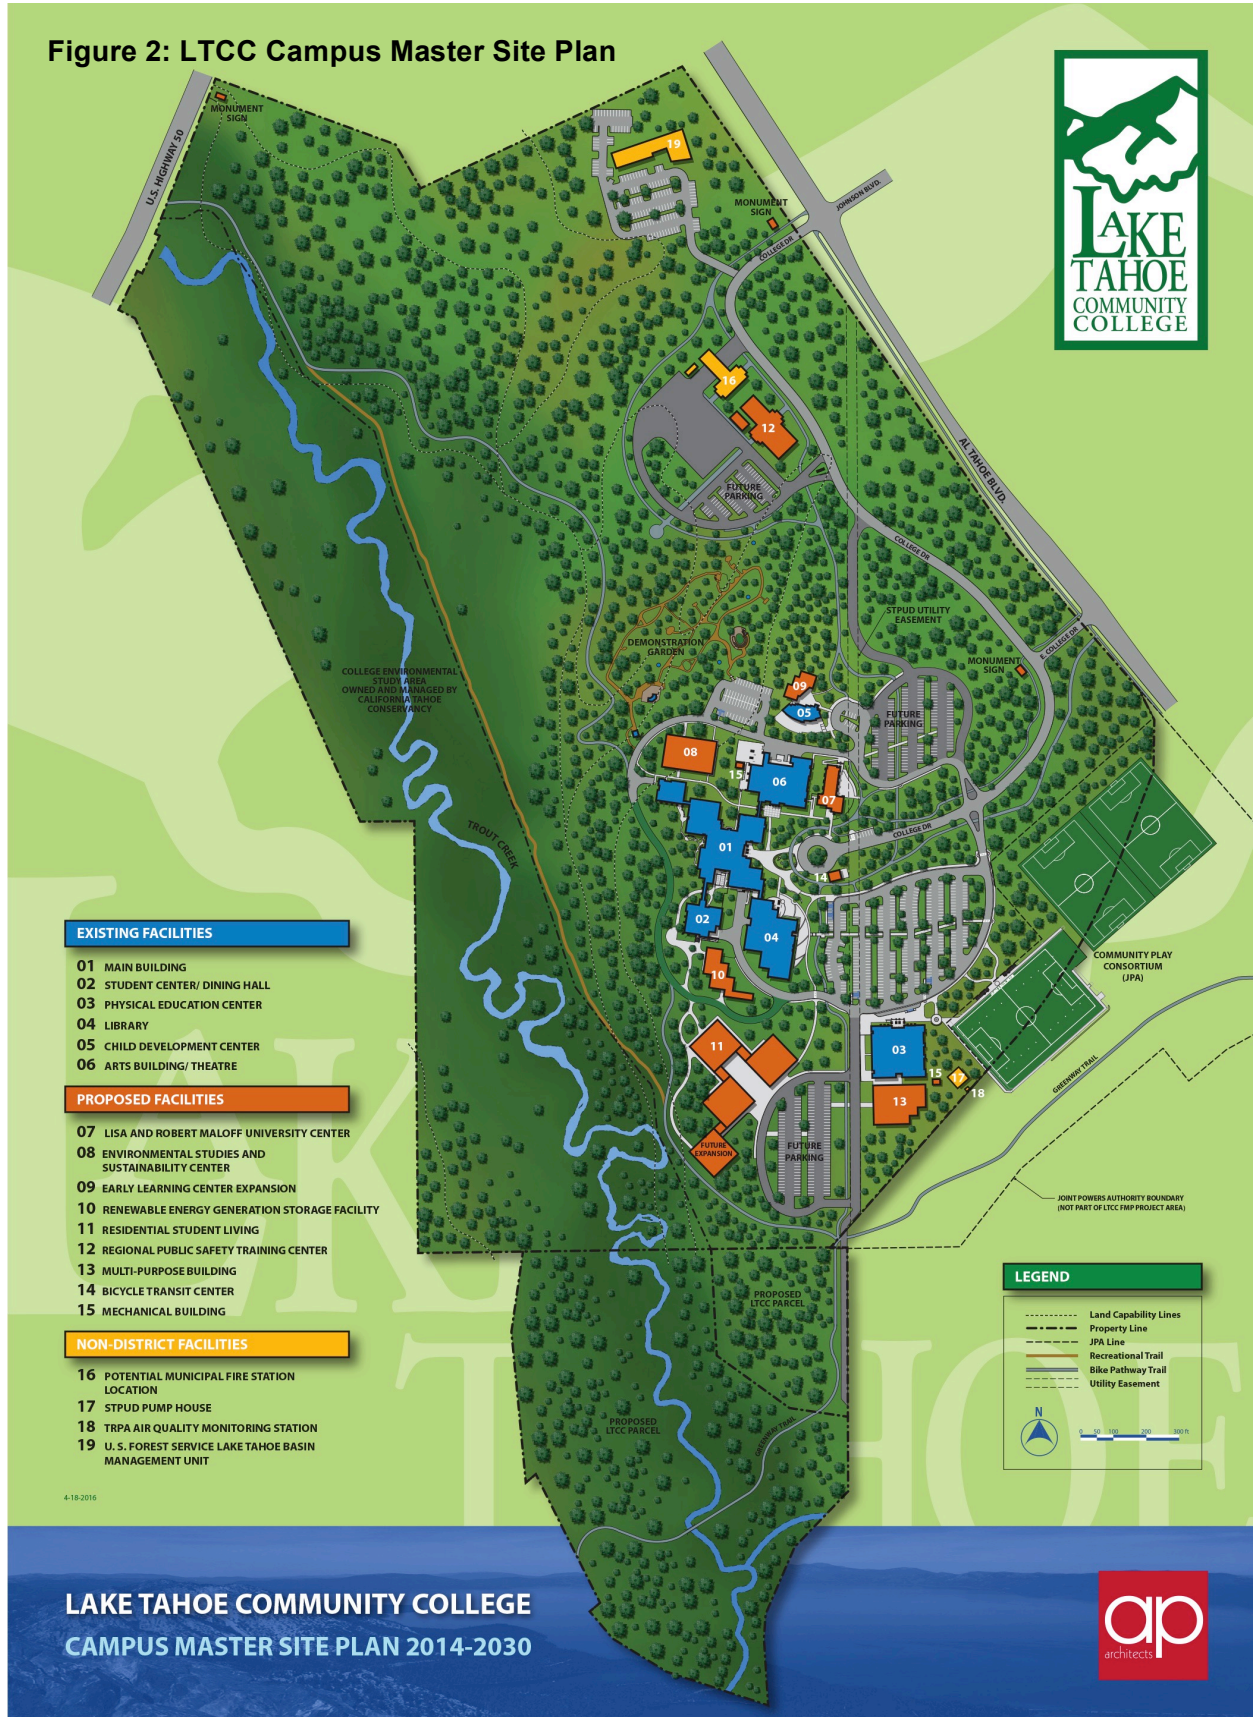 Figure 2: LTCC Campus Master Site Plan
LAKE
TAHOE
COMMUNITY
COLLEGE
U.S. HIGHWAY 50
MONUMENT
SIGN
19
MONUMENT
SIGN
JOHNSON BLVD.
COLLEGE DR
16
12
AL TAHOE BLVD.
FUTURE
PARKING
COLLEGE DR
STPUD UTILITY
EASEMENT
E. COLLEGE DR
DEMONSTRATION
GARDEN
MONUMENT
SIGN
COLLEGE ENVIRONMENTAL
STUDY AREA
OWNED AND MANAGED BY
CALIFORNIA TAHOE
CONSERVANCY
09
05
FUTURE
PARKING
08
15
06
07
TROUT CREEK
01
COLLEGE DR
14
02
04
10
COMMUNITY PLAY
CONSORTIUM
(JPA)
11
03
15
17
18
13
GREENWAY TRAIL
FUTURE
EXPANSION
FUTURE
PARKING
JOINT POWERS AUTHORITY BOUNDARY
(NOT PART OF LTCC FMP PROJECT AREA)
PROPOSED
LTCC PARCEL
PROPOSED
LTCC PARCEL
GREENWAY TRAIL
EXISTING FACILITIES
01 MAIN BUILDING
02 STUDENT CENTER/ DINING HALL
03 PHYSICAL EDUCATION CENTER
04 LIBRARY
05 CHILD DEVELOPMENT CENTER
06 ARTS BUILDING/ THEATRE
PROPOSED FACILITIES
07 LISA AND ROBERT MALOFF UNIVERSITY CENTER
08 ENVIRONMENTAL STUDIES AND
SUSTAINABILITY CENTER
09 EARLY LEARNING CENTER EXPANSION
10 RENEWABLE ENERGY GENERATION STORAGE FACILITY
11 RESIDENTIAL STUDENT LIVING
12 REGIONAL PUBLIC SAFETY TRAINING CENTER
13 MULTI-PURPOSE BUILDING
14 BICYCLE TRANSIT CENTER
15 MECHANICAL BUILDING
NON-DISTRICT FACILITIES
16 POTENTIAL MUNICIPAL FIRE STATION
LOCATION
17 STPUD PUMP HOUSE
18 TRPA AIR QUALITY MONITORING STATION
19 U. S. FOREST SERVICE LAKE TAHOE BASIN
MANAGEMENT UNIT
4-18-2016
LEGEND
Land Capability Lines
Property Line
JPA Line
Recreational Trail
Bike Pathway Trail
Utility Easement
N
0 50 100 200 300 ft
LAKE TAHOE COMMUNITY COLLEGE
CAMPUS MASTER SITE PLAN 2014-2030
ap
architects